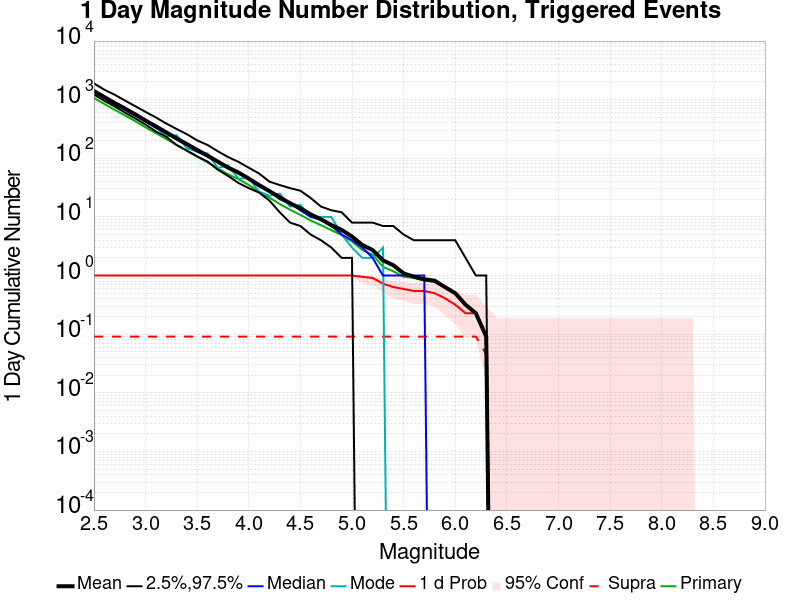 1 Day Magnitude Number Distribution, Triggered Events
1 Day Cumulative Number
10^4
10^3
10^2
10^1
10^0
10^-1
10^-2
10^-3
10^-4
2.5 3.0 3.5 4.0 4.5 5.0 5.5 6.0 6.5 7.0 7.5 8.0 8.5 9.0
Magnitude
Mean 2.5%,97.5% Median Mode 1 d Prob 95% Conf Supra Primary